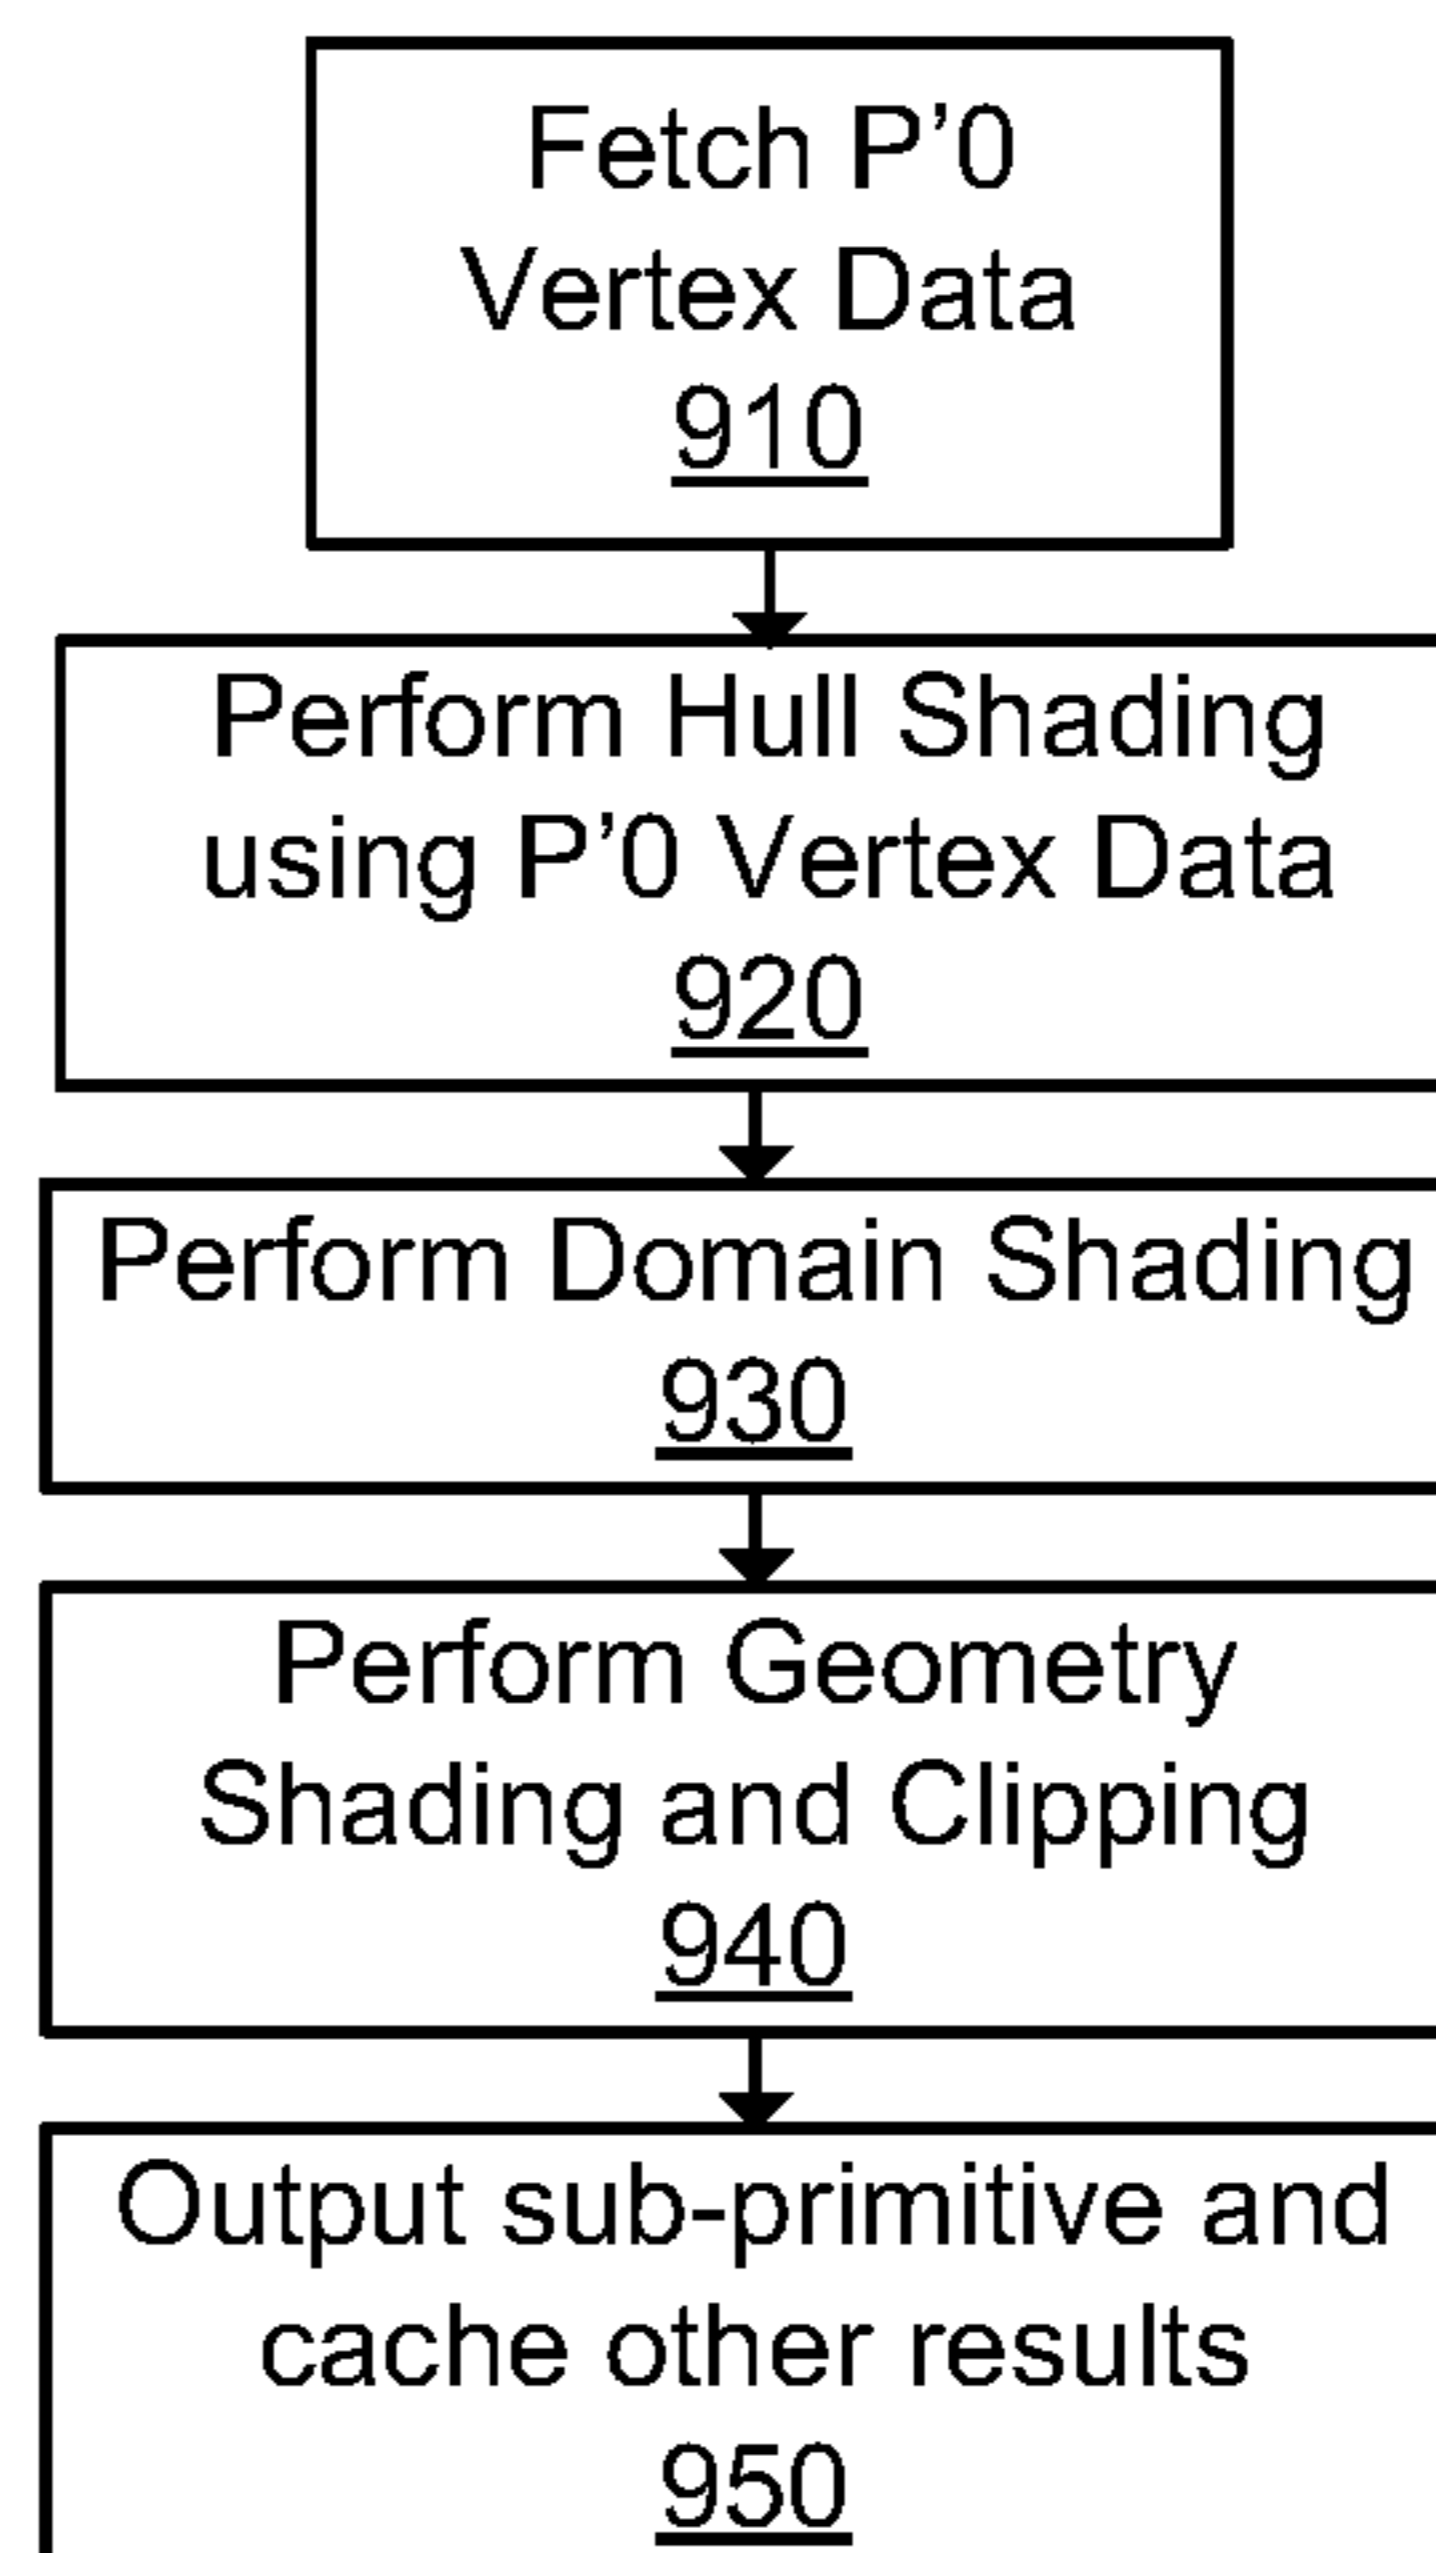 Fetch P’0
Vertex Data
910
Perform Hull Shading
using P’0 Vertex Data
920
Perform Domain Shading
930
Perform Geometry
Shading and Clipping
940
Output sub-primitive and
cache other results
950